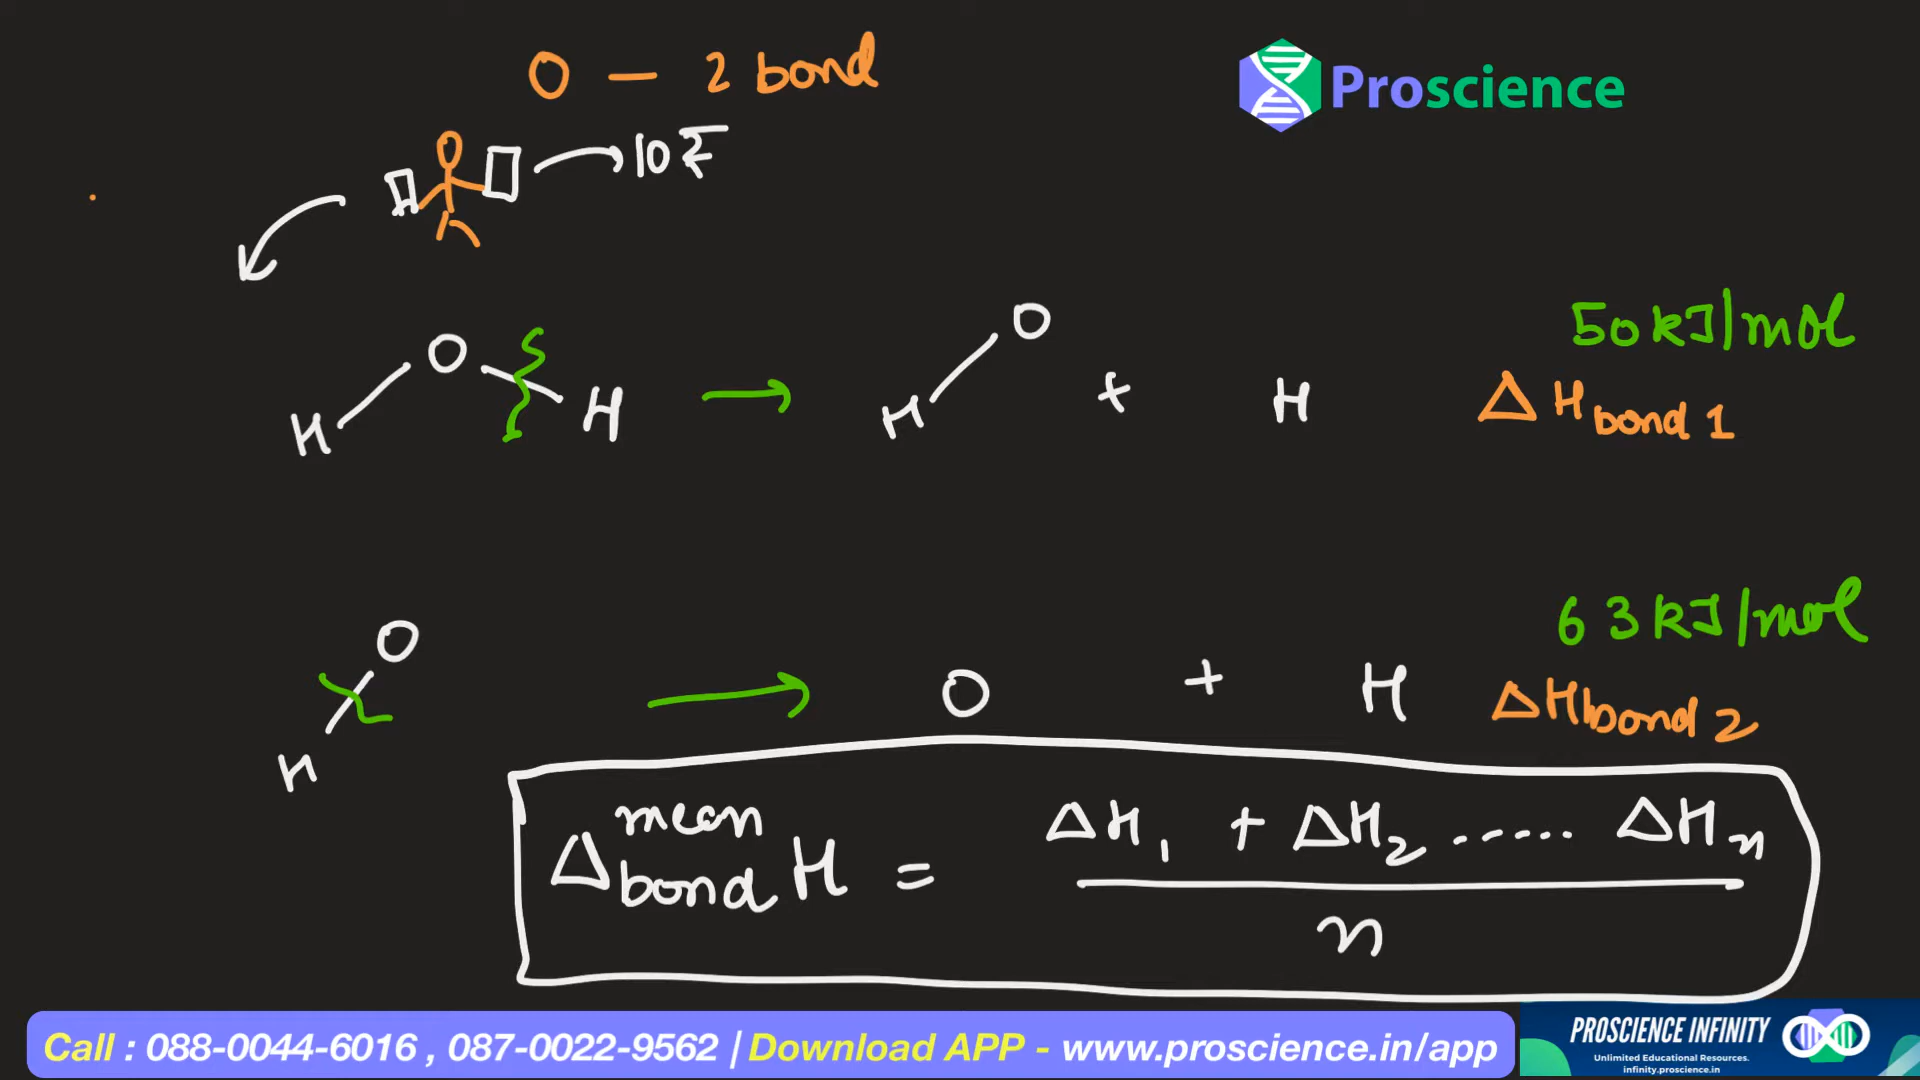 O — 2 bond
Proscience
10 ₹
50 kJ/mol
H O H → H O + H Δ H bond 1
63 kJ/mol
H O → O + H ΔH bond 2
Δ mean bond H = ΔH1 + ΔH2 ...... ΔHn
n
Call : 088-0044-6016 , 087-0022-9562 | Download APP - www.proscience.in/app
PROSCIENCE INFINITY
Unlimited Educational Resources.
infinity.proscience.in